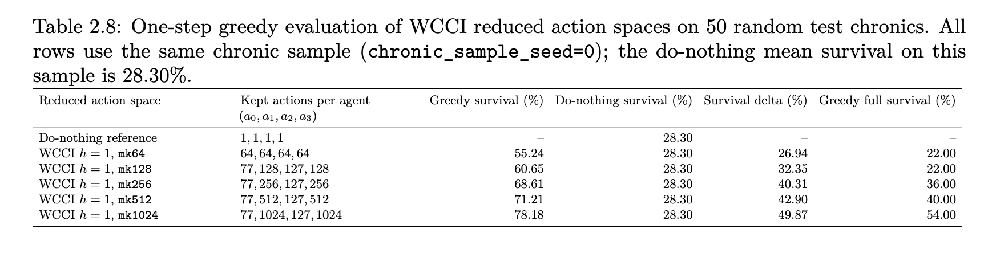 Table 2.8: One-step greedy evaluation of WCCI reduced action spaces on 50 random test chronics. All
rows use the same chronic sample (chronic_sample_seed=0); the do-nothing mean survival on this
sample is 28.30%.
Reduced action space Kept actions per agent Greedy survival (%) Do-nothing survival (%) Survival delta (%) Greedy full survival (%)
(a₀, a₁, a₂, a₃)
Do-nothing reference 1, 1, 1, 1 – 28.30 – –
WCCI h = 1, mk64 64, 64, 64, 64 55.24 28.30 26.94 22.00
WCCI h = 1, mk128 77, 128, 127, 128 60.65 28.30 32.35 22.00
WCCI h = 1, mk256 77, 256, 127, 256 68.61 28.30 40.31 36.00
WCCI h = 1, mk512 77, 512, 127, 512 71.21 28.30 42.90 40.00
WCCI h = 1, mk1024 77, 1024, 127, 1024 78.18 28.30 49.87 54.00